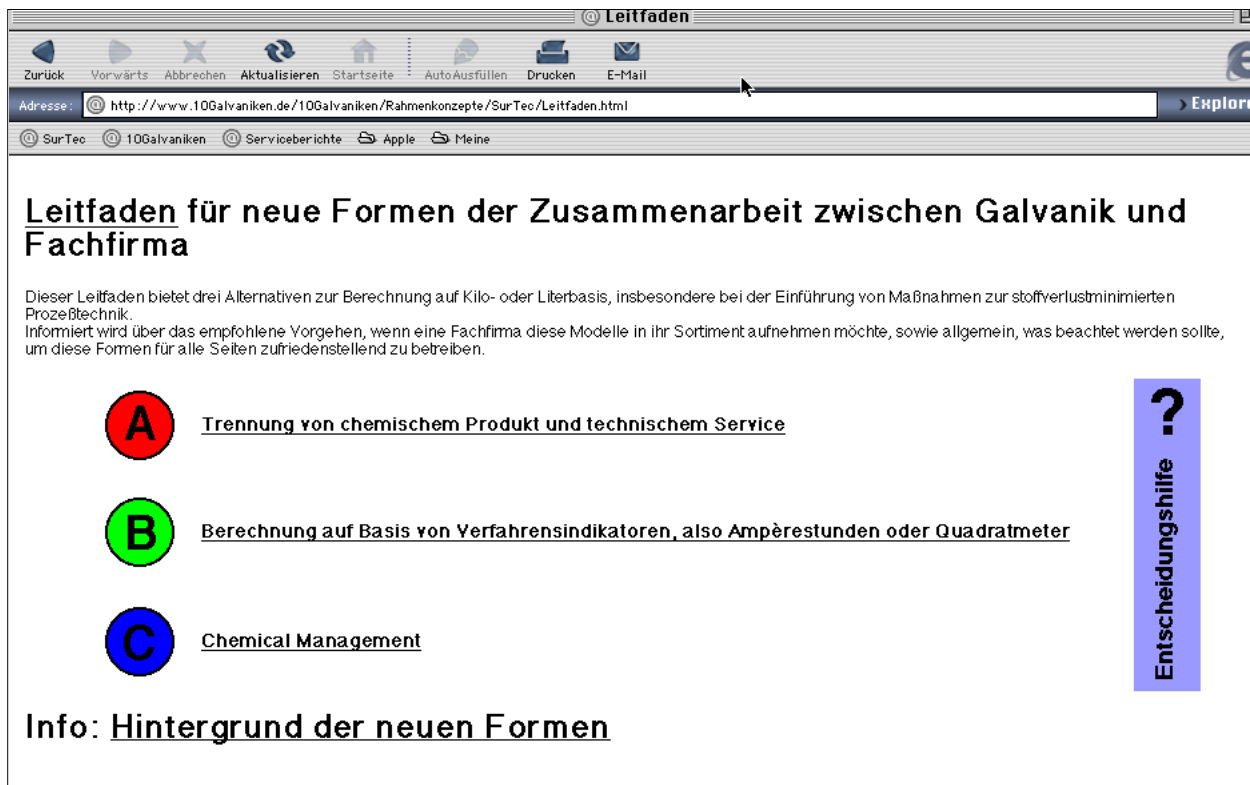 Leitfaden
Zurück Vorwärts Abbrechen Aktualisieren Startseite AutoAusfüllen Drucken E-Mail
Adresse: http://www.10Galvaniken.de/10Galvaniken/Rahmenkonzepte/SurTec/Leitfaden.html
SurTec 10Galvaniken Serviceberichte Apple Meine
Leitfaden für neue Formen der Zusammenarbeit zwischen Galvanik und
Fachfirma
Dieser Leitfaden bietet drei Alternativen zur Berechnung auf Kilo- oder Literbasis, insbesondere bei der Einführung von Maßnahmen zur stoffverlustminimierten
Prozeßtechnik.
Informiert wird über das empfohlene Vorgehen, wenn eine Fachfirma diese Modelle in ihr Sortiment aufnehmen möchte, sowie allgemein, was beachtet werden sollte,
um diese Formen für alle Seiten zufriedenstellend zu betreiben.
A Trennung von chemischem Produkt und technischem Service
B Berechnung auf Basis von Verfahrensindikatoren, also Ampèrestunden oder Quadratmeter
C Chemical Management
Entscheidungshilfe ?
Info: Hintergrund der neuen Formen